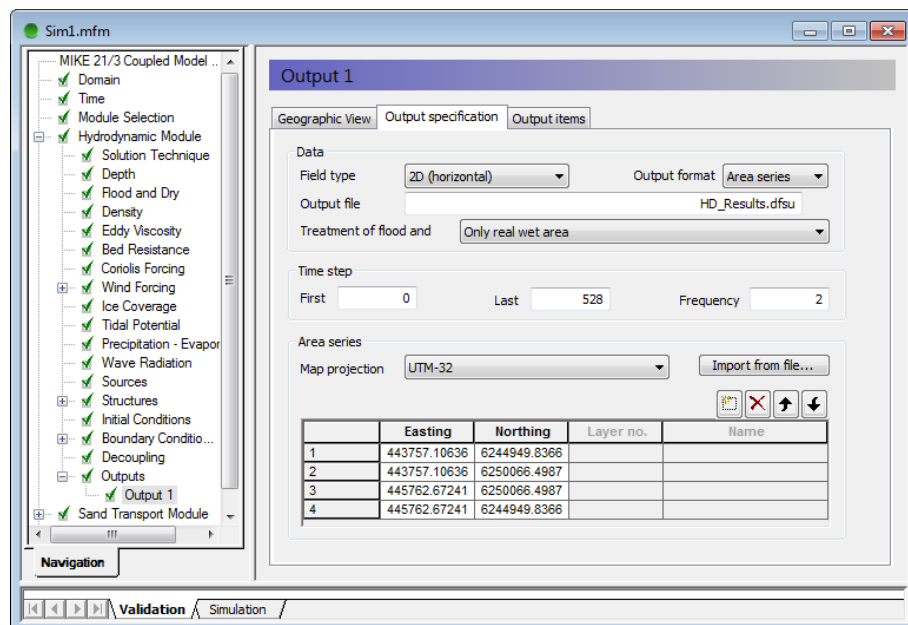 Sim1.mfm
MIKE 21/3 Coupled Model ..
Domain
Time
Module Selection
Hydrodynamic Module
Solution Technique
Depth
Flood and Dry
Density
Eddy Viscosity
Bed Resistance
Coriolis Forcing
Wind Forcing
Ice Coverage
Tidal Potential
Precipitation - Evapor
Wave Radiation
Sources
Structures
Initial Conditions
Boundary Conditio...
Decoupling
Outputs
Output 1
Sand Transport Module
Navigation
Output 1
Geographic View Output specification Output items
Data
Field type 2D (horizontal) Output format Area series
Output file HD_Results.dfsu
Treatment of flood and Only real wet area
Time step
First 0 Last 528 Frequency 2
Area series
Map projection UTM-32 Import from file...
Easting Northing Layer no. Name
1 443757.10636 6244949.8366
2 443757.10636 6250066.4987
3 445762.67241 6250066.4987
4 445762.67241 6244949.8366
Validation Simulation